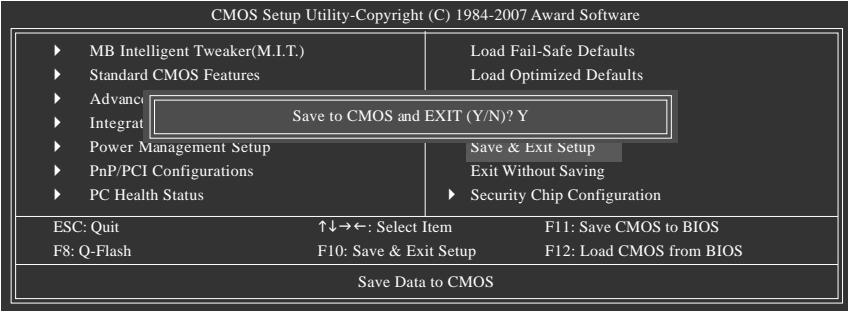 CMOS Setup Utility-Copyright (C) 1984-2007 Award Software
MB Intelligent Tweaker(M.I.T.)
Standard CMOS Features
Power Management Setup
PnP/PCI Configurations
PC Health Status
Load Fail-Safe Defaults
Load Optimized Defaults
Save & Exit Setup
Exit Without Saving
Security Chip Configuration
Save to CMOS and EXIT (Y/N)? Y
ESC: Quit ↑↓→←: Select Item F11: Save CMOS to BIOS
F8: Q-Flash F10: Save & Exit Setup F12: Load CMOS from BIOS
Save Data to CMOS